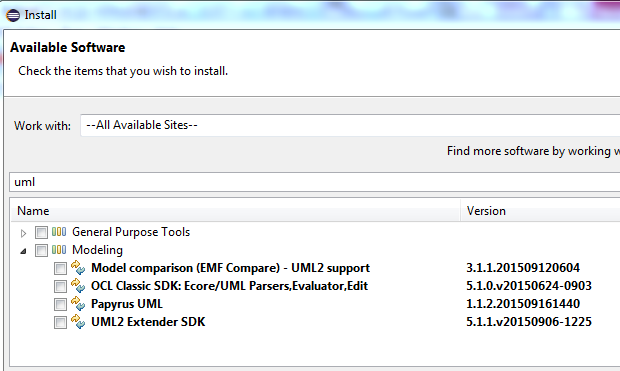 Install
Available Software
Check the items that you wish to install.
Work with: --All Available Sites--
Find more software by working
uml
Name Version
General Purpose Tools
Modeling
Model comparison (EMF Compare) - UML2 support 3.1.1.201509120604
OCL Classic SDK: Ecore/UML Parsers,Evaluator,Edit 5.1.0.v20150624-0903
Papyrus UML 1.1.2.201509161440
UML2 Extender SDK 5.1.1.v20150906-1225